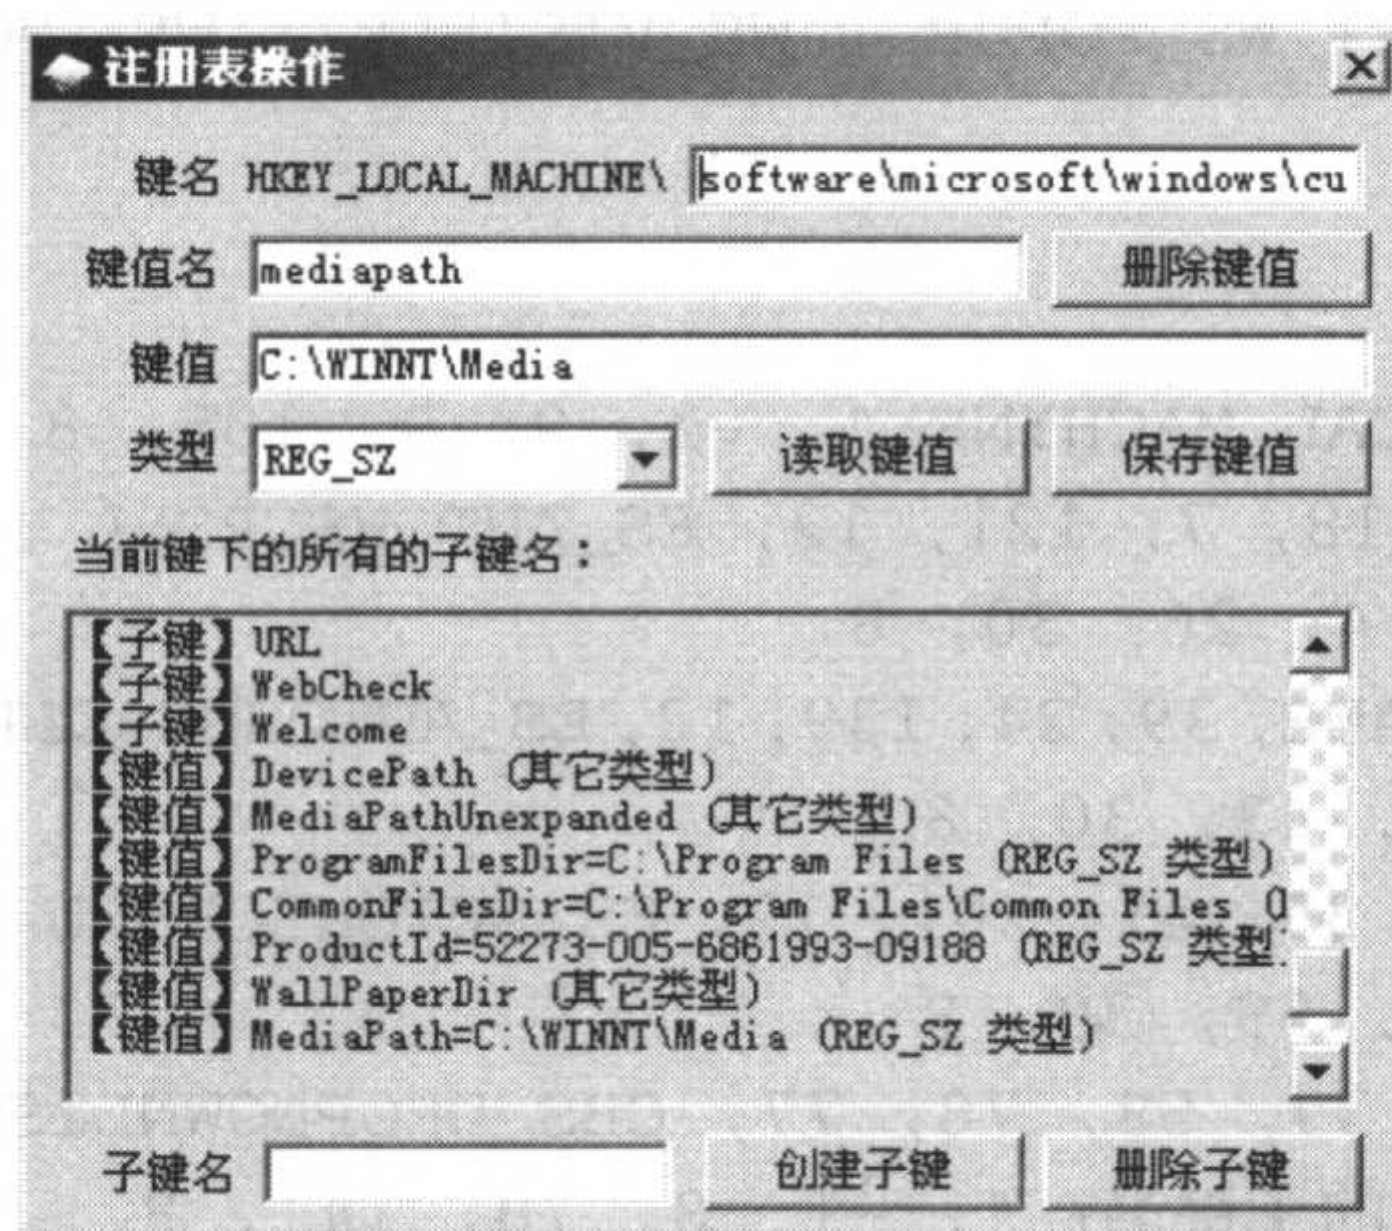 注册表操作
键名 HKEY_LOCAL_MACHINE\ software\microsoft\windows\cu
键值名 mediapath 删除键值
键值 C:\WINNT\Media
类型 REG_SZ 读取键值 保存键值
当前键下的所有的子键名：
【子键】URL
【子键】WebCheck
【子键】Welcome
【键值】DevicePath (其它类型)
【键值】MediaPathUnexpanded (其它类型)
【键值】ProgramFilesDir=C:\Program Files (REG_SZ 类型)
【键值】CommonFilesDir=C:\Program Files\Common Files (
【键值】ProductId=52273-005-6861993-09188 (REG_SZ 类型
【键值】WallPaperDir (其它类型)
【键值】MediaPath=C:\WINNT\Media (REG_SZ 类型)
子键名 创建子键 删除子键